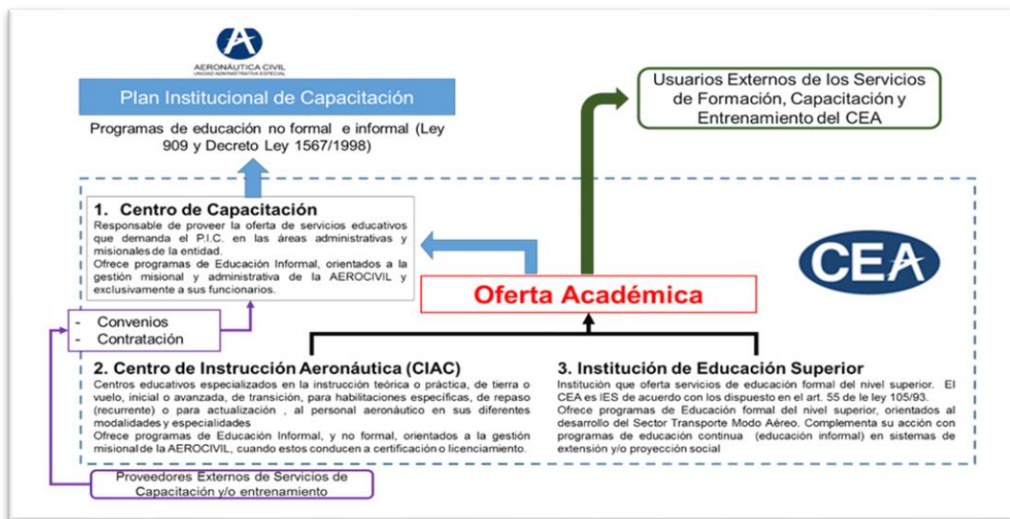 AERONÁUTICA CIVIL
UNIDAD ADMINISTRATIVA ESPECIAL
Plan Institucional de Capacitación
Programas de educación no formal e informal (Ley
909 y Decreto Ley 1567/1998)
Usuarios Externos de los Servicios
de Formación, Capacitación y
Entrenamiento del CEA
1. Centro de Capacitación
Responsable de proveer la oferta de servicios educativos
que demanda el P.I.C. en las áreas administrativas y
misionales de la entidad.
Ofrece programas de Educación Informal, orientados a la
gestión misional y administrativa de la AEROCIVIL y
exclusivamente a sus funcionarios.
CEA
Oferta Académica
- Convenios
- Contratación
2. Centro de Instrucción Aeronáutica (CIAC)
Centros educativos especializados en la instrucción teórica o práctica, de tierra o
vuelo, inicial o avanzada, de transición, para habilitaciones específicas, de repaso
(recurrente) o para actualización , al personal aeronáutico en sus diferentes
modalidades y especialidades
Ofrece programas de Educación Informal, y no formal, orientados a la gestión
misional de la AEROCIVIL, cuando estos conducen a certificación o licenciamiento.
3. Institución de Educación Superior
Institución que oferta servicios de educación formal del nivel superior. El
CEA es IES de acuerdo con los dispuesto en el art. 55 de le ley 105/93.
Ofrece programas de Educación formal del nivel superior, orientados al
desarrollo del Sector Transporte Modo Aéreo. Complementa su acción con
programas de educación continua (educación informal) en sistemas de
extensión y/o proyección social
Proveedores Externos de Servicios de
Capacitación y/o entrenamiento